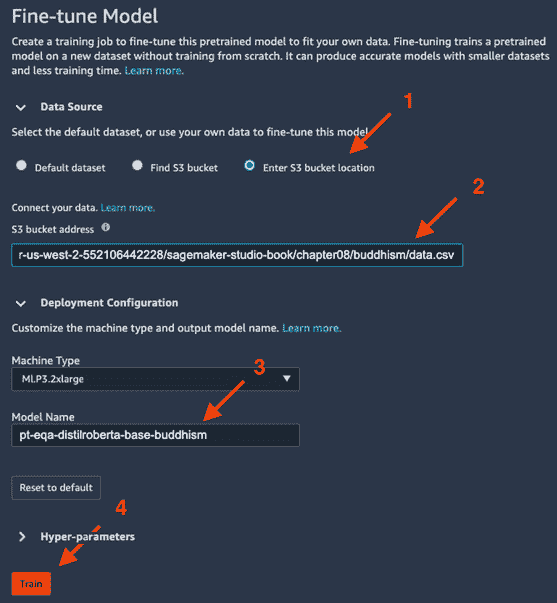 Fine-tune Model
Create a training job to fine-tune this pretrained model to fit your own data. Fine-tuning trains a pretrained
model on a new dataset without training from scratch. It can produce accurate models with smaller datasets
and less training time. Learn more.
Data Source
1
Select the default dataset, or use your own data to fine-tune this model
Default dataset Find S3 bucket Enter S3 bucket location
2
Connect your data. Learn more.
S3 bucket address
r-us-west-2-552106442228/sagemaker-studio-book/chapter08/buddhism/data.csv
Deployment Configuration
Customize the machine type and output model name. Learn more.
Machine Type
Ml.P3.2xlarge
3
Model Name
pt-eqa-distilroberta-base-buddhism
Reset to default
4
Hyper-parameters
Train